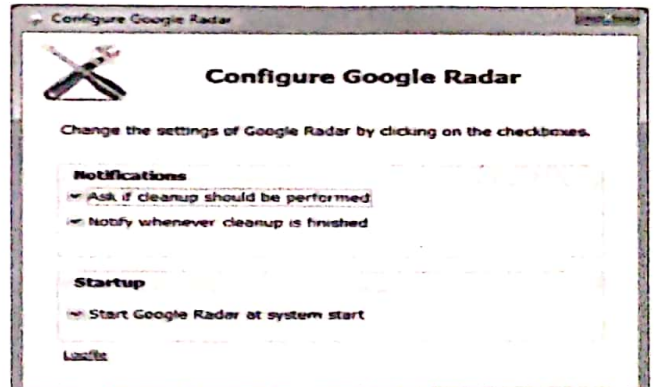 Configure Google Radar
Configure Google Radar
Change the settings of Google Radar by clicking on the checkboxes.
Notifications
Ask if cleanup should be performed
Notify whenever cleanup is finished
Startup
Start Google Radar at system start
Logfile